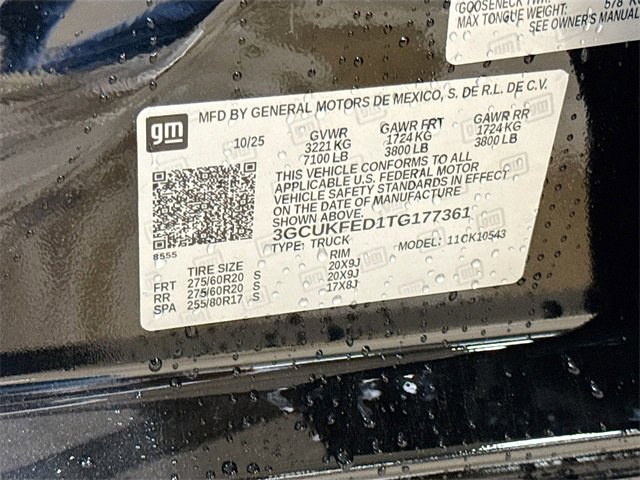 GOOSENECK
MAX TONGUE WEIGHT: 578 K
SEE OWNER'S MANUAL
gm
MFD BY GENERAL MOTORS DE MEXICO, S. DE R.L. DE C.V.
10/25 GVWR GAWR FRT GAWR RR
3221 KG 1724 KG 1724 KG
7100 LB 3800 LB 3800 LB
THIS VEHICLE CONFORMS TO ALL
APPLICABLE U.S. FEDERAL MOTOR
VEHICLE SAFETY STANDARDS IN EFFECT
ON THE DATE OF MANUFACTURE
SHOWN ABOVE.
3GCUKFED1TG177361
8555 TYPE: TRUCK MODEL: 11CK10543
TIRE SIZE RIM
FRT 275/60R20 S 20X9J
RR 275/60R20 S 20X9J
SPA 255/80R17 S 17X8J